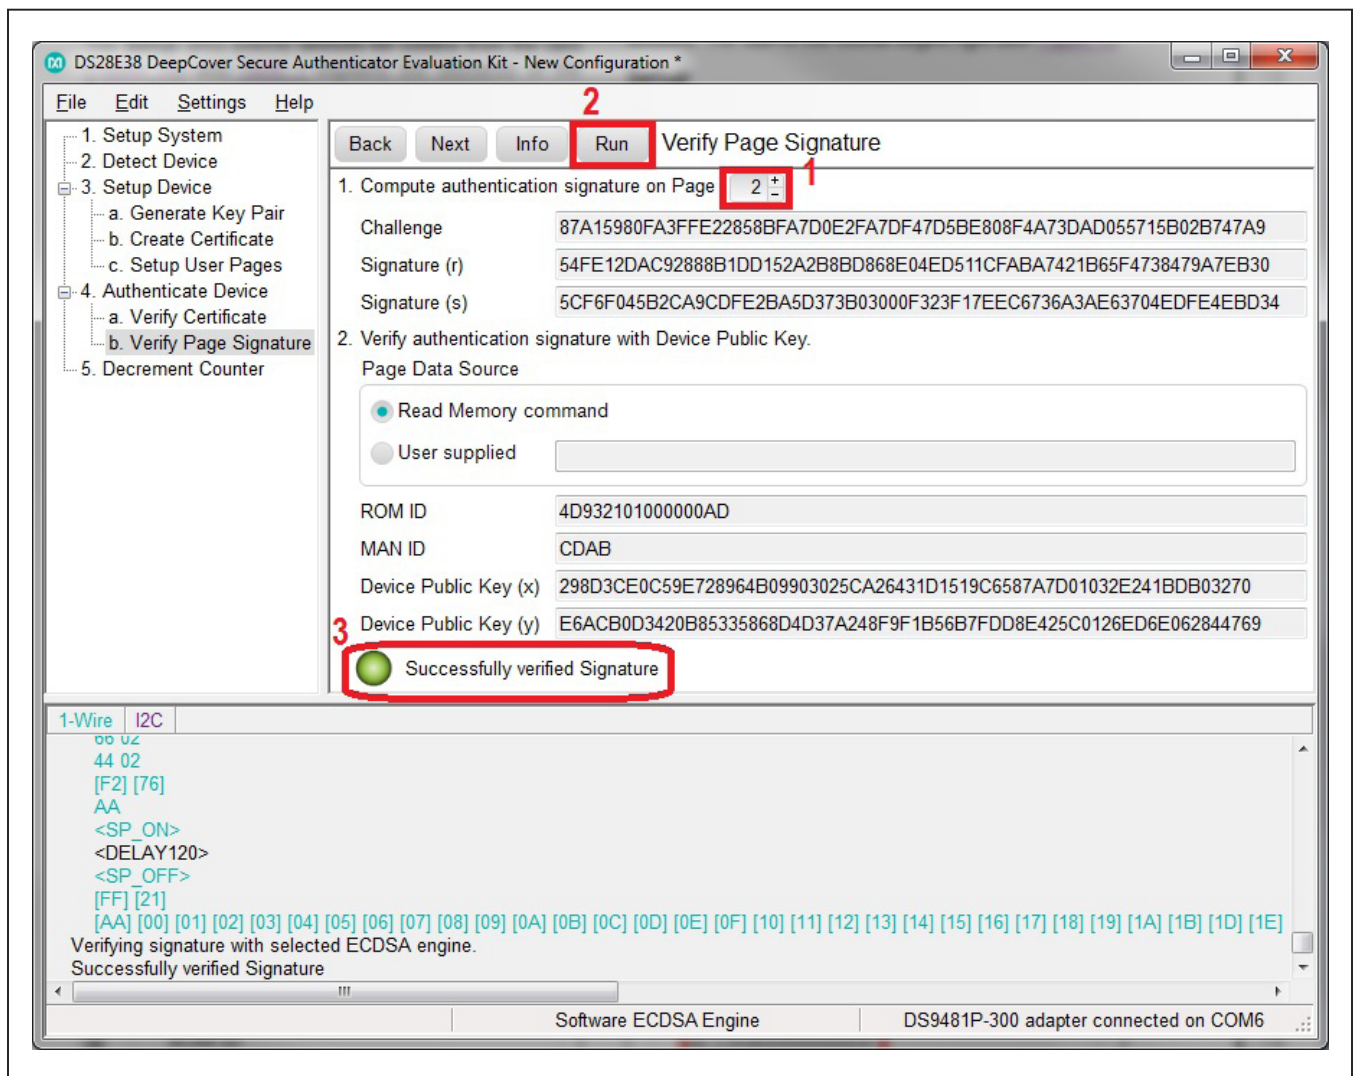 DS28E38 DeepCover Secure Authenticator Evaluation Kit - New Configuration *
File Edit Settings Help
1. Setup System
2. Detect Device
3. Setup Device
a. Generate Key Pair
b. Create Certificate
c. Setup User Pages
4. Authenticate Device
a. Verify Certificate
b. Verify Page Signature
5. Decrement Counter
2
Back Next Info Run Verify Page Signature
1
1. Compute authentication signature on Page 2 + -
Challenge 87A15980FA3FFE22858BFA7D0E2FA7DF47D5BE808F4A73DAD055715B02B747A9
Signature (r) 54FE12DAC92888B1DD152A2B8BD868E04ED511CFABA7421B65F4738479A7EB30
Signature (s) 5CF6F045B2CA9CDFE2BA5D373B03000F323F17EEC6736A3AE63704EDFE4EBD34
2. Verify authentication signature with Device Public Key.
Page Data Source
Read Memory command
User supplied
ROM ID 4D932101000000AD
MAN ID CDAB
Device Public Key (x) 298D3CE0C59E728964B09903025CA26431D1519C6587A7D01032E241BDB03270
Device Public Key (y) E6ACB0D3420B85335868D4D37A248F9F1B56B7FDD8E425C0126ED6E062844769
3
Successfully verified Signature
1-Wire I2C
66 02
44 02
[F2] [76]
AA
<SP_ON>
<DELAY120>
<SP_OFF>
[FF] [21]
[AA] [00] [01] [02] [03] [04] [05] [06] [07] [08] [09] [0A] [0B] [0C] [0D] [0E] [0F] [10] [11] [12] [13] [14] [15] [16] [17] [18] [19] [1A] [1B] [1D] [1E]
Verifying signature with selected ECDSA engine.
Successfully verified Signature
Software ECDSA Engine DS9481P-300 adapter connected on COM6